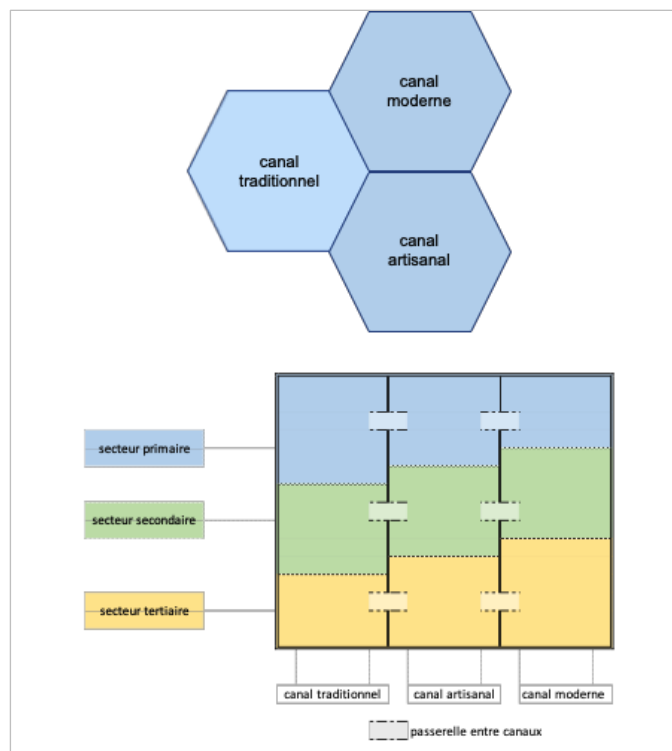 canal
moderne
canal
traditionnel
canal
artisanal
secteur primaire
secteur secondaire
secteur tertiaire
canal traditionnel
canal artisanal
canal moderne
passerelle entre canaux